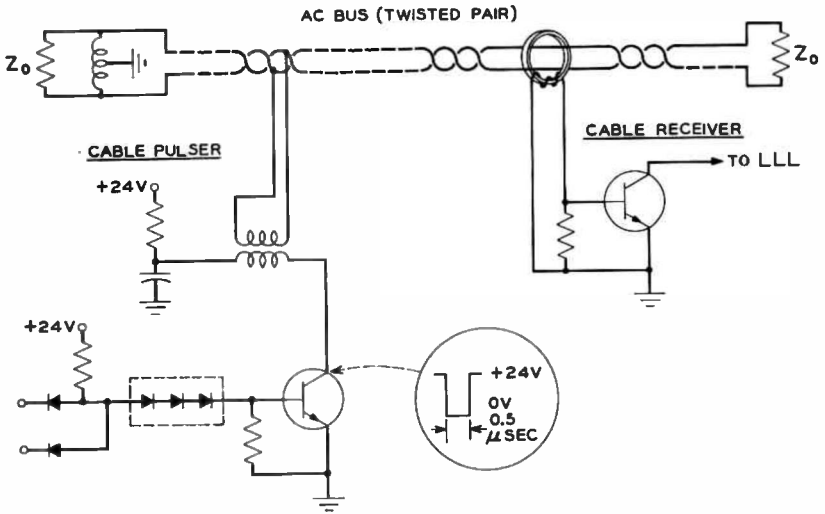 AC BUS (TWISTED PAIR)
Z₀
Z₀
CABLE RECEIVER
CABLE PULSER
TO LLL
+24V
+24V
+24V
0V
0.5
μSEC